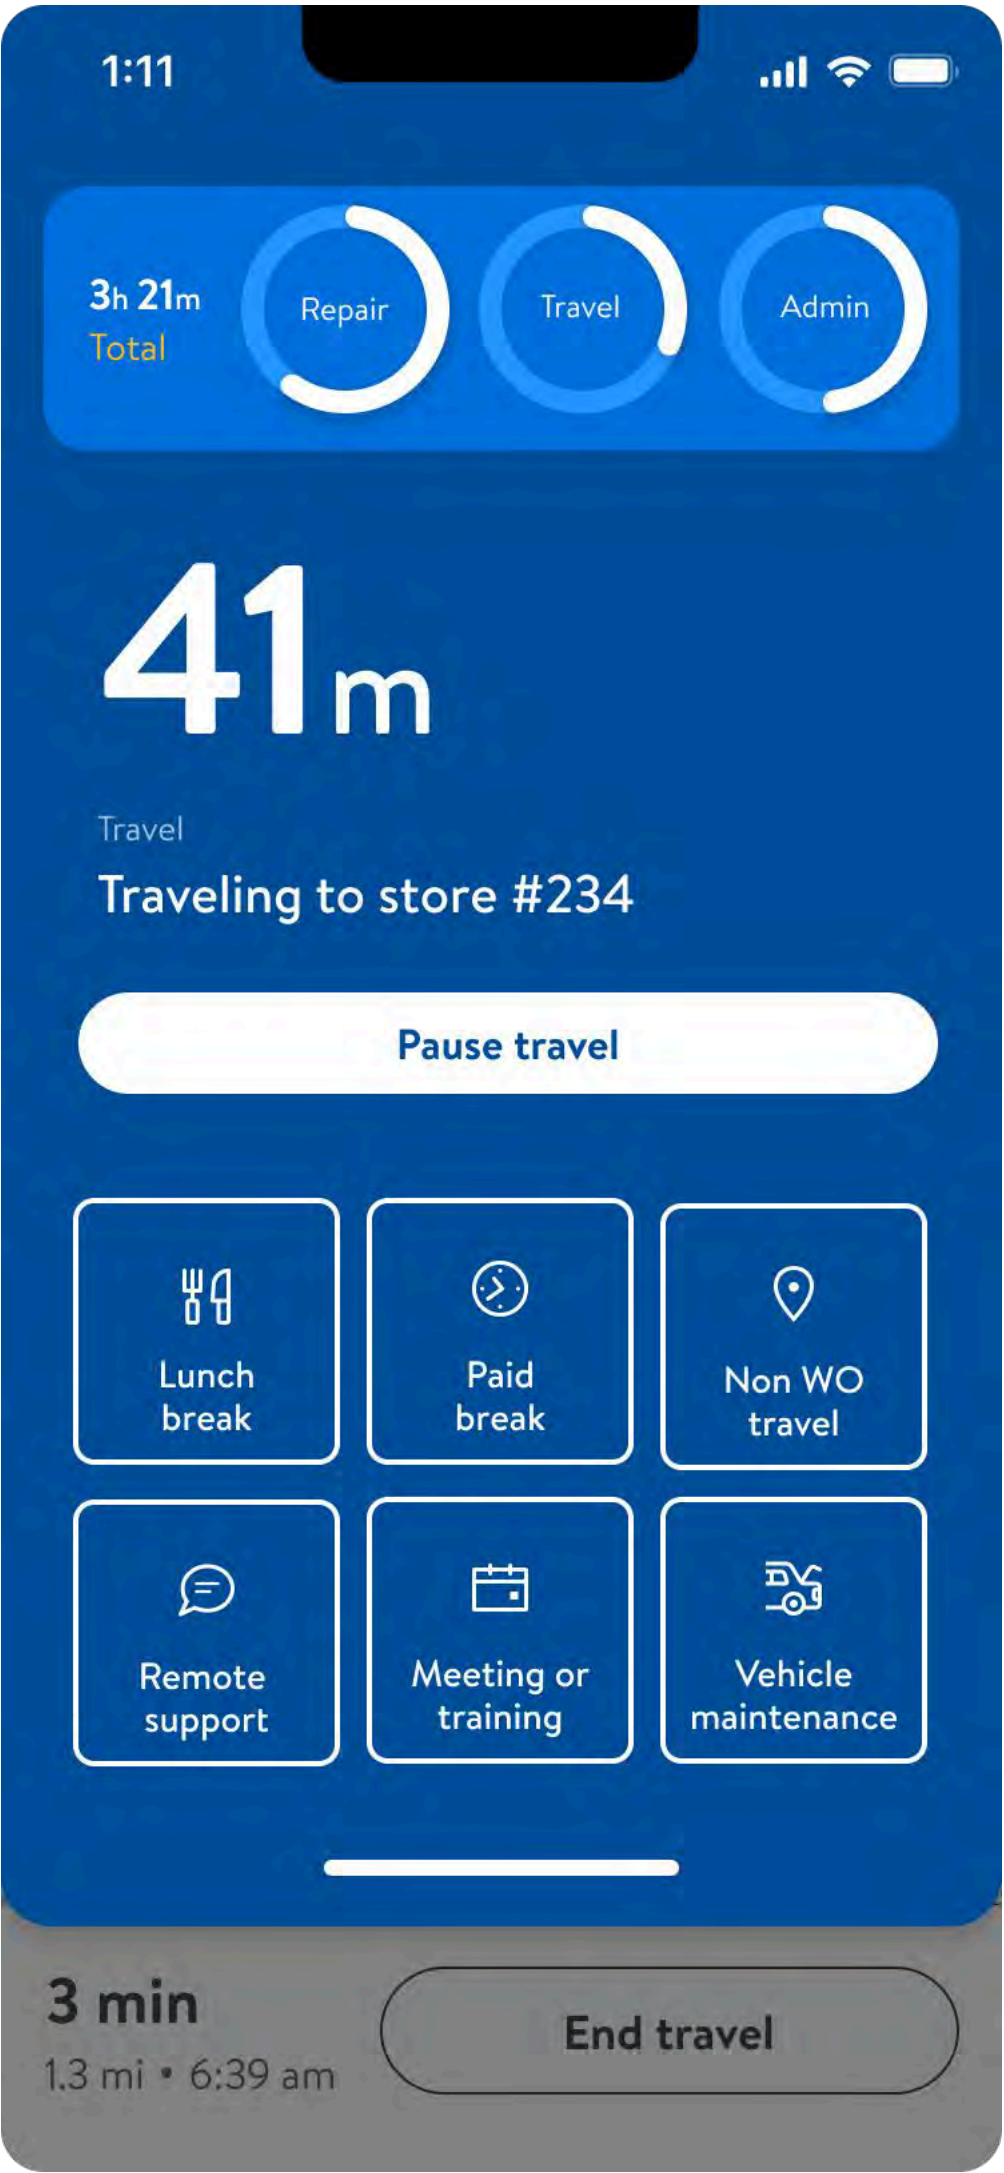 1:11
3h 21m
Total
Repair
Travel
Admin
41m
Travel
Traveling to store #234
Pause travel
Lunch
break
Paid
break
Non WO
travel
Remote
support
Meeting or
training
Vehicle
maintenance
3 min
1.3 mi • 6:39 am
End travel